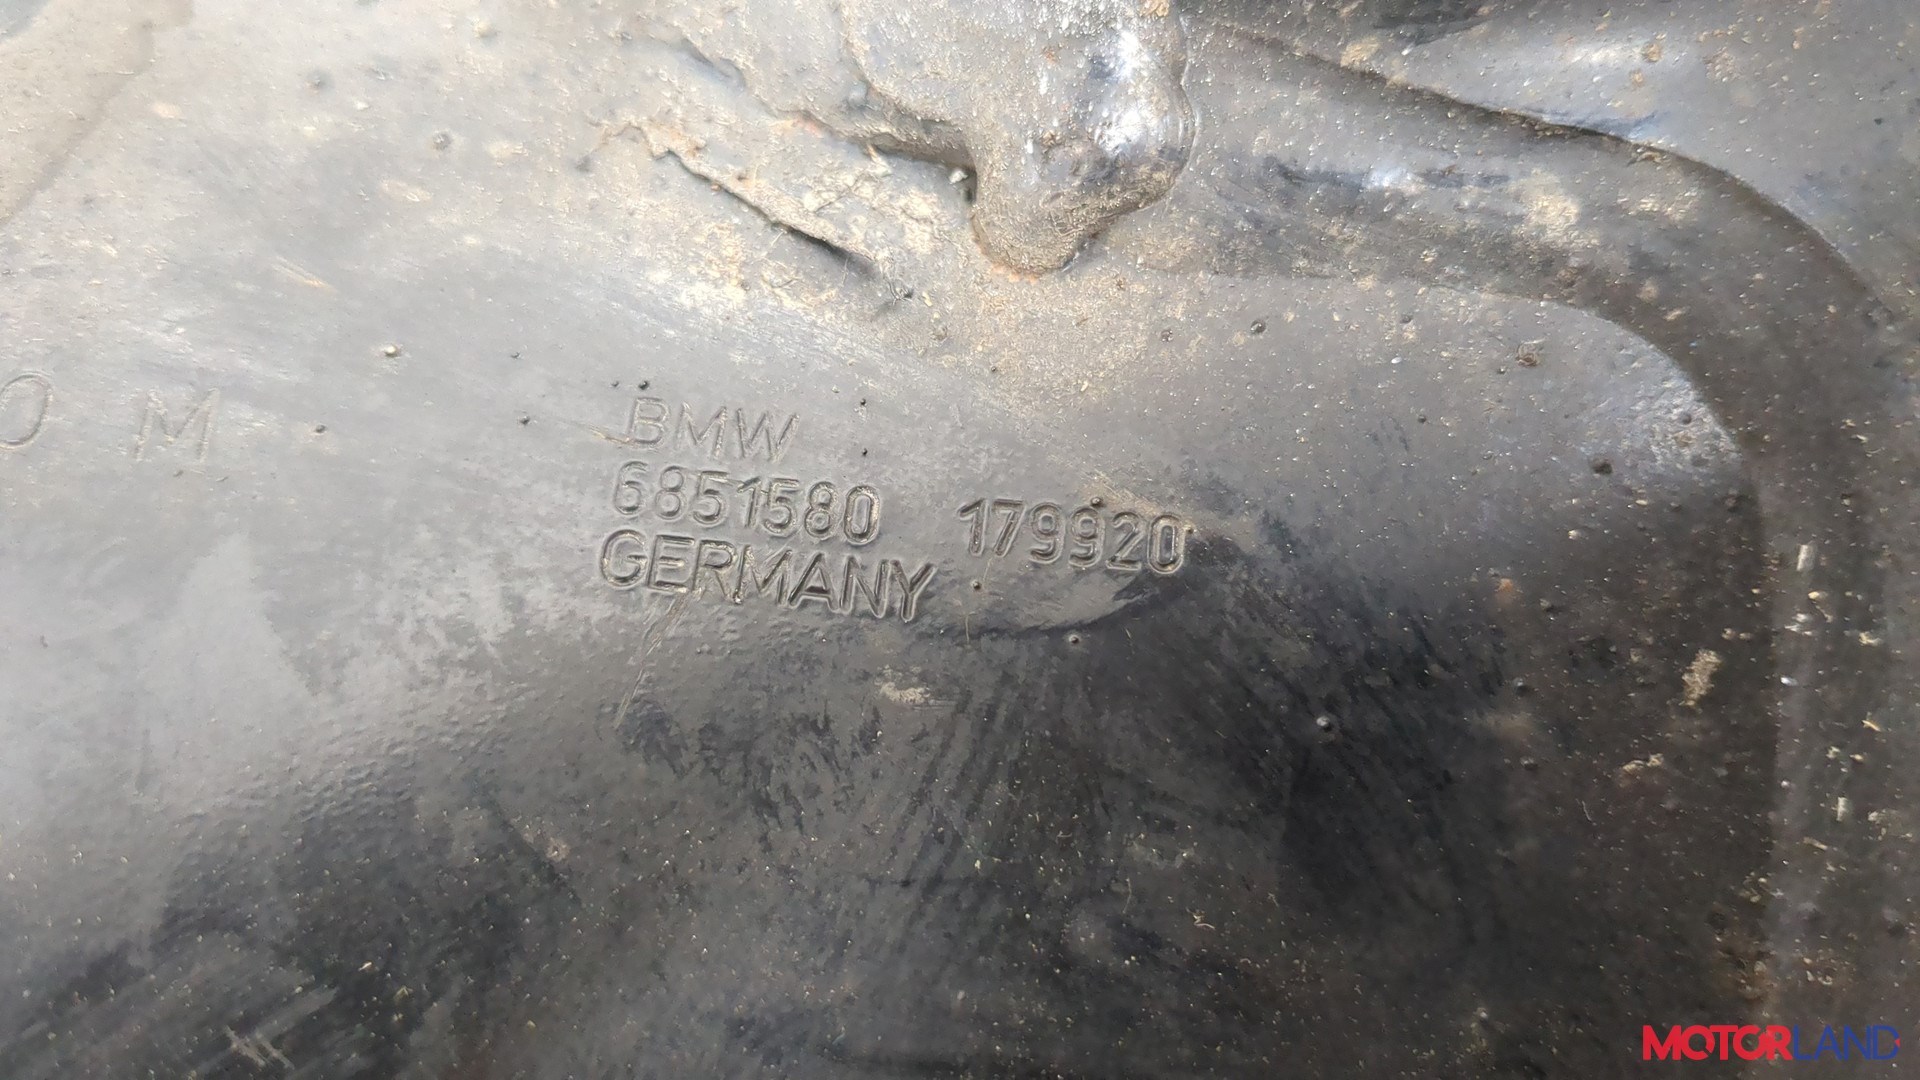 O M
BMW
6851580 179920
GERMANY
MOTORLAND